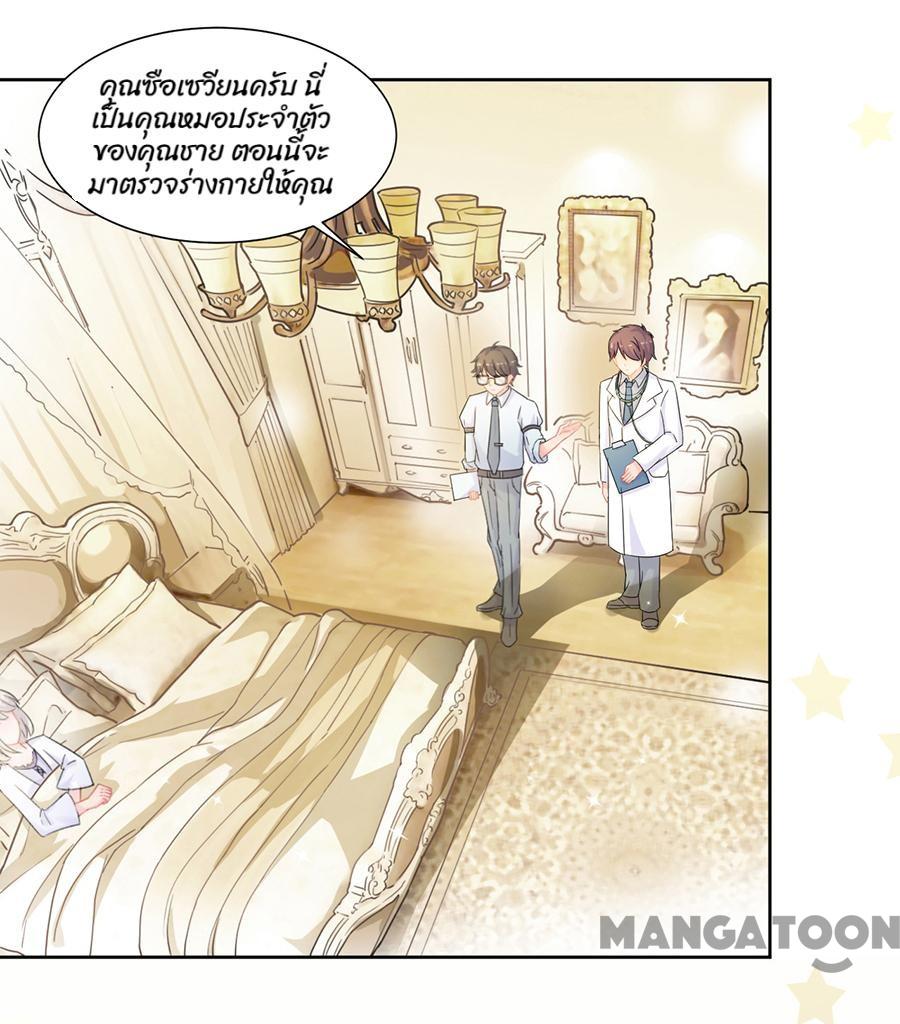 คุณซือเซวียนครับ นี่
เป็นคุณหมอประจำตัว
ของคุณชาย ตอนนี้จะ
มาตรวจร่างกายให้คุณ
MANGATOON